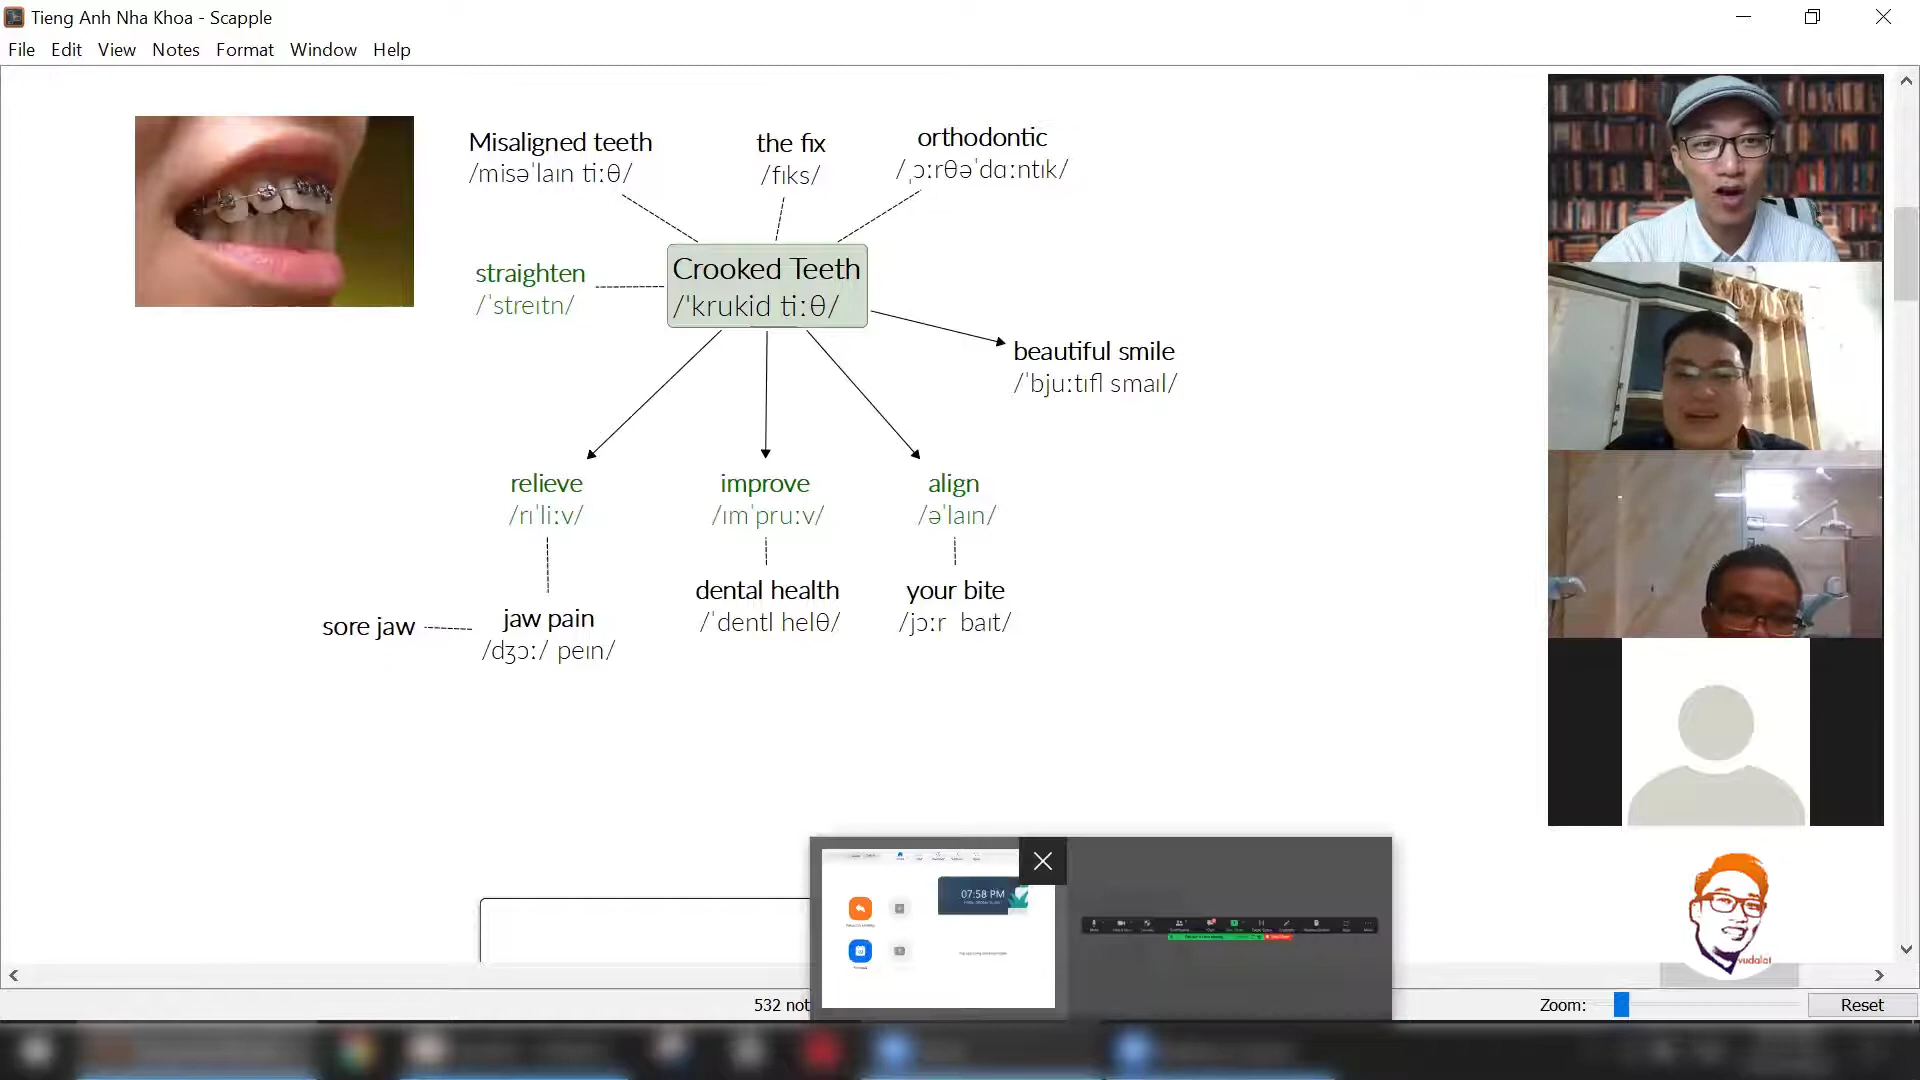 Tieng Anh Nha Khoa - Scapple
File Edit View Notes Format Window Help
Misaligned teeth
/misəˈlaɪn tiːθ/
the fix
/fɪks/
orthodontic
/ˌɔːrθəˈdɑːntɪk/
straighten
/ˈstreɪtn/
Crooked Teeth
/ˈkrukid tiːθ/
beautiful smile
/ˈbjuːtɪfl smaɪl/
relieve
/rɪˈliːv/
improve
/ɪmˈpruːv/
align
/əˈlaɪn/
sore jaw
jaw pain
/dʒɔː/ peɪn/
dental health
/ˈdentl helθ/
your bite
/jɔːr baɪt/
07:58 PM
vudalat
532 not
Zoom:
Reset